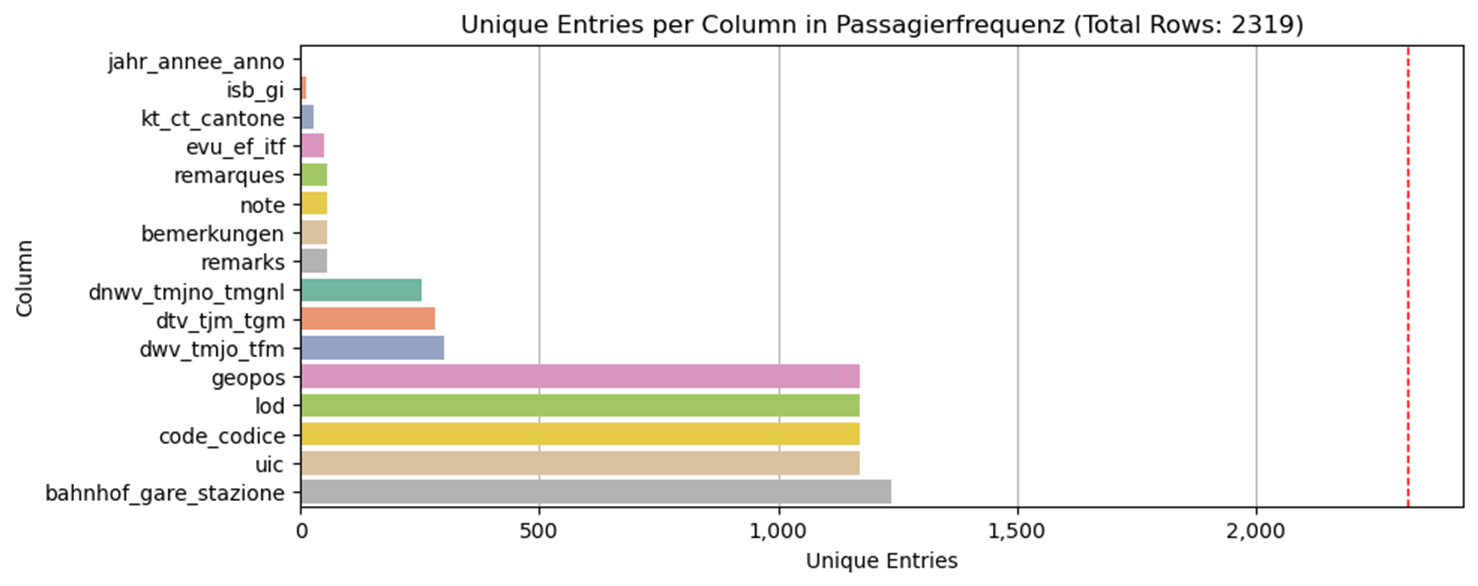 Unique Entries per Column in Passagierfrequenz (Total Rows: 2319)
jahr_annee_anno
isb_gi
kt_ct_cantone
evu_ef_itf
remarques
note
bemerkungen
remarks
dnwv_tmjno_tmgnl
dtv_tjm_tgm
dwv_tmjo_tfm
geopos
lod
code_codice
uic
bahnhof_gare_stazione
Column
0 500 1,000 1,500 2,000
Unique Entries